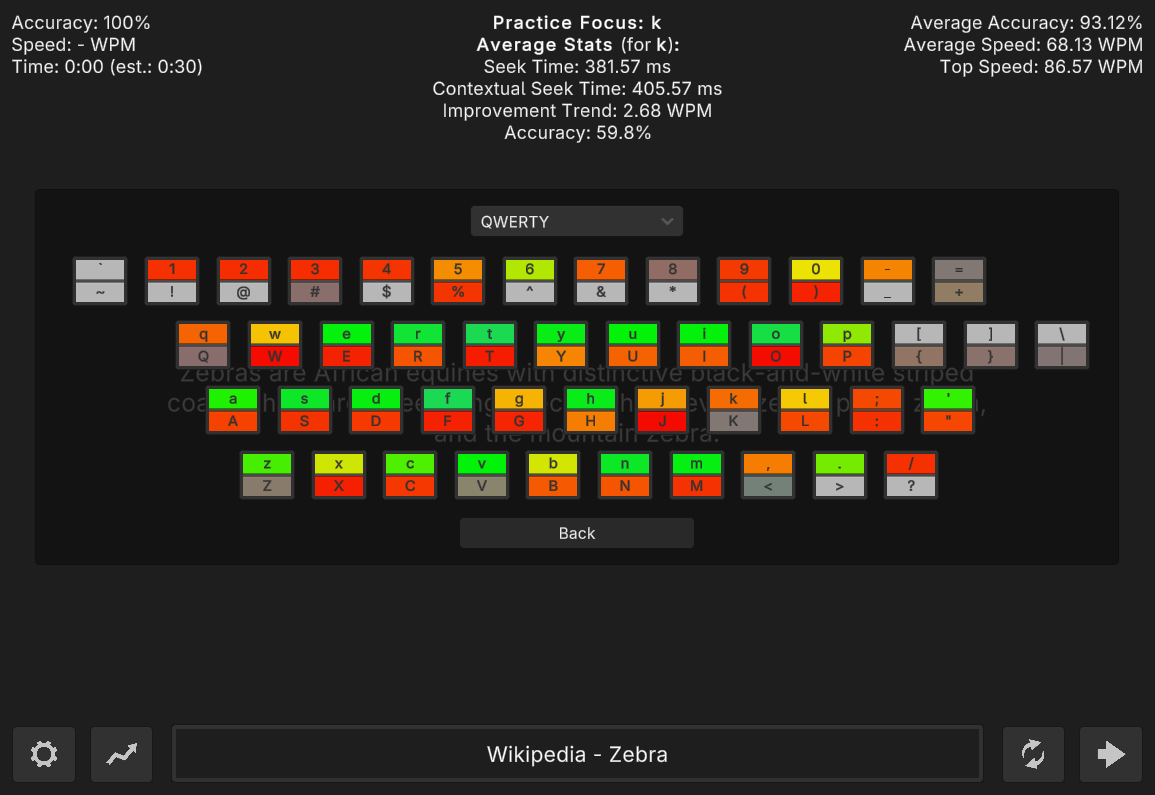 Accuracy: 100%
Speed: - WPM
Time: 0:00 (est.: 0:30)
Practice Focus: k
Average Stats (for k):
Seek Time: 381.57 ms
Contextual Seek Time: 405.57 ms
Improvement Trend: 2.68 WPM
Accuracy: 59.8%
Average Accuracy: 93.12%
Average Speed: 68.13 WPM
Top Speed: 86.57 WPM
QWERTY
` 1 2 3 4 5 6 7 8 9 0 - =
~ ! @ # $ % ^ & * ( ) _ +
q w e r t y u i o p [ ] \
Q W E R T Y U I O P { } |
Zebras are African equines with distinctive black-and-white striped
a s d f g h j k l ; '
A S D F G H J K L : "
and the mountain zebra.
z x c v b n m , . /
Z X C V B N M < > ?
Back
Wikipedia - Zebra